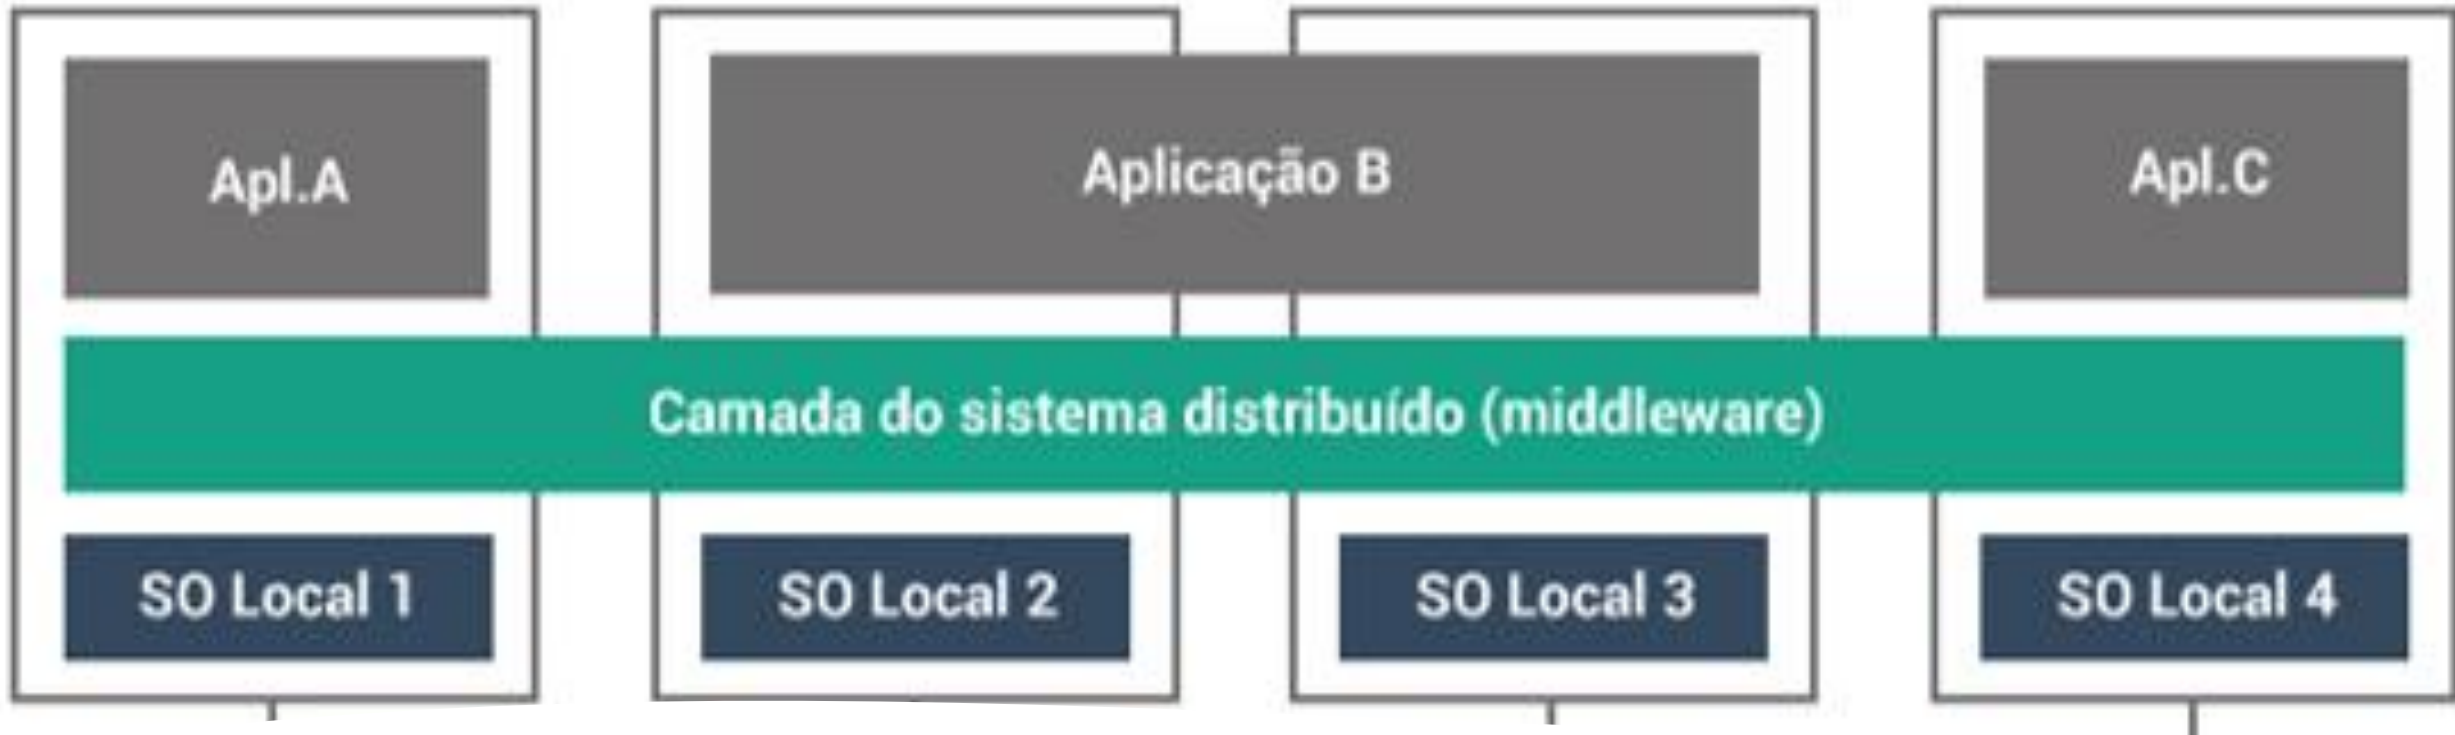 Apl.A
Aplicação B
Apl.C
Camada do sistema distribuído (middleware)
SO Local 1
SO Local 2
SO Local 3
SO Local 4